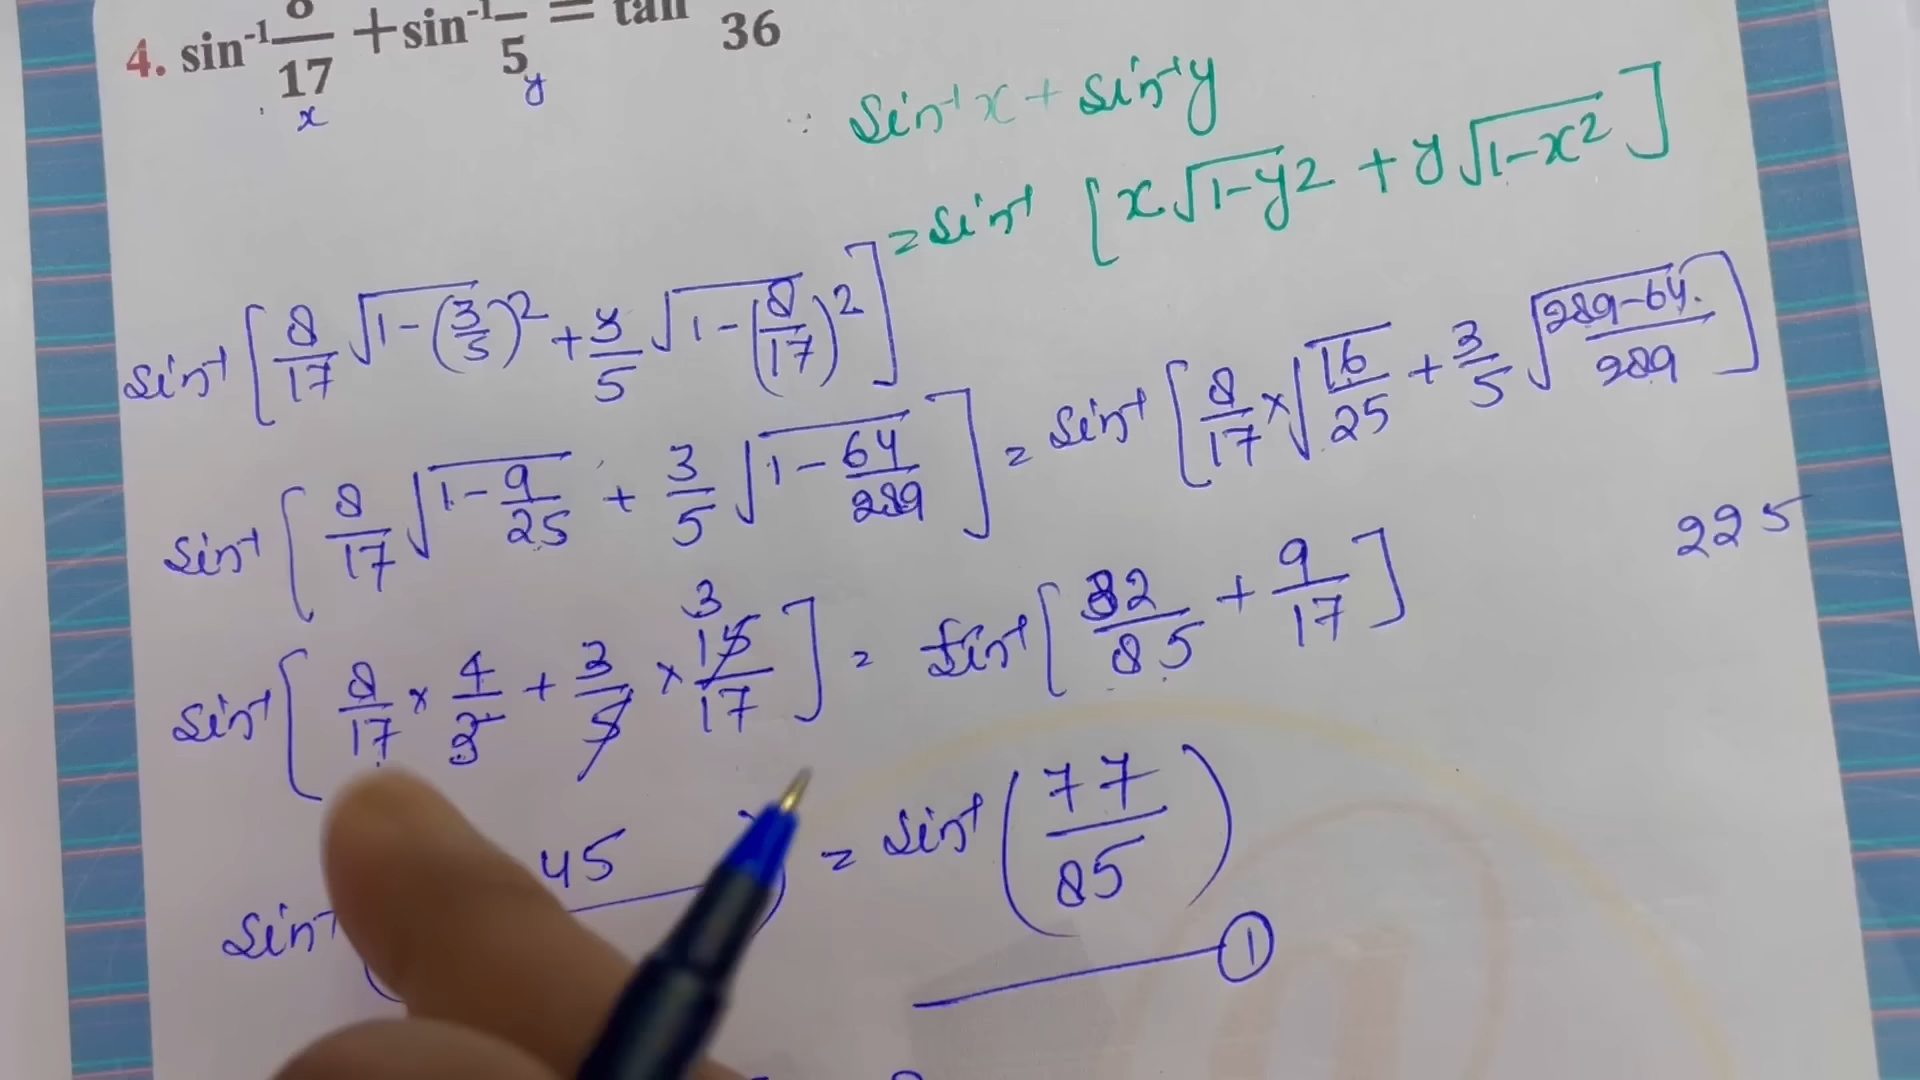 4. sin⁻¹ 8/17 + sin⁻¹ /5 = tan 36
x y
∵ sin⁻¹x + sin⁻¹y
= sin⁻¹ [x√1-y2 + y√1-x2]
sin⁻¹ [8/17 √1-(3/5)2 + 3/5 √1-(8/17)2]
sin⁻¹ [8/17 √1-9/25 + 3/5 √1-64/289] = sin⁻¹ [8/17 × √16/25 + 3/5 √289-64/289]
225
sin⁻¹ [8/17 × 4/5 + 3/5 × 15/17 3] = sin⁻¹ [32/85 + 9/17]
sin⁻¹ ( 45 ) = sin⁻¹ (77/85)
1